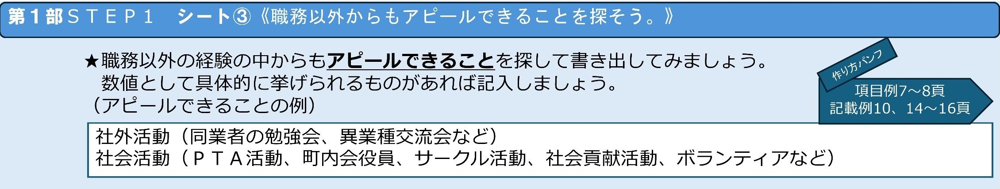 第１部ＳＴＥＰ１　シート③《職務以外からもアピールできることを探そう。》
★職務以外の経験の中からもアピールできることを探して書き出してみましょう。
数値として具体的に挙げられるものがあれば記入しましょう。
（アピールできることの例）
作り方パンフ
項目例7～8頁
記載例10、14～16頁
社外活動（同業者の勉強会、異業種交流会など）
社会活動（ＰＴＡ活動、町内会役員、サークル活動、社会貢献活動、ボランティアなど）